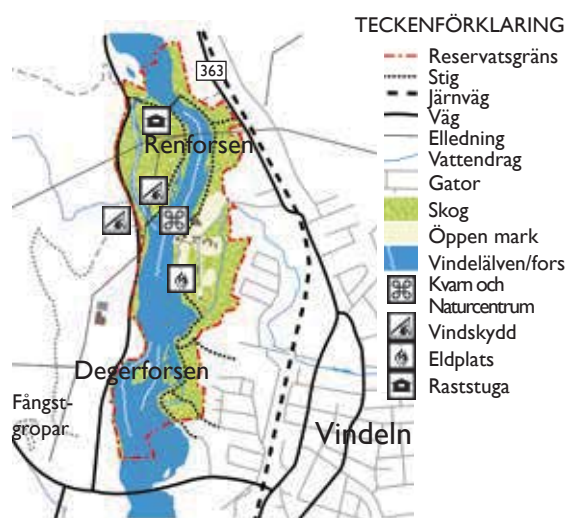 TECKENFÖRKLARING
Reservatsgräns
Stig
Järnväg
Väg
Elledning
Vattendrag
Gator
Skog
Öppen mark
Vindelälven/fors
Kvarn och
Naturcentrum
Vindskydd
Eldplats
Raststuga
363
Renforsen
Degerforsen
Fångst-
gropar
Vindeln